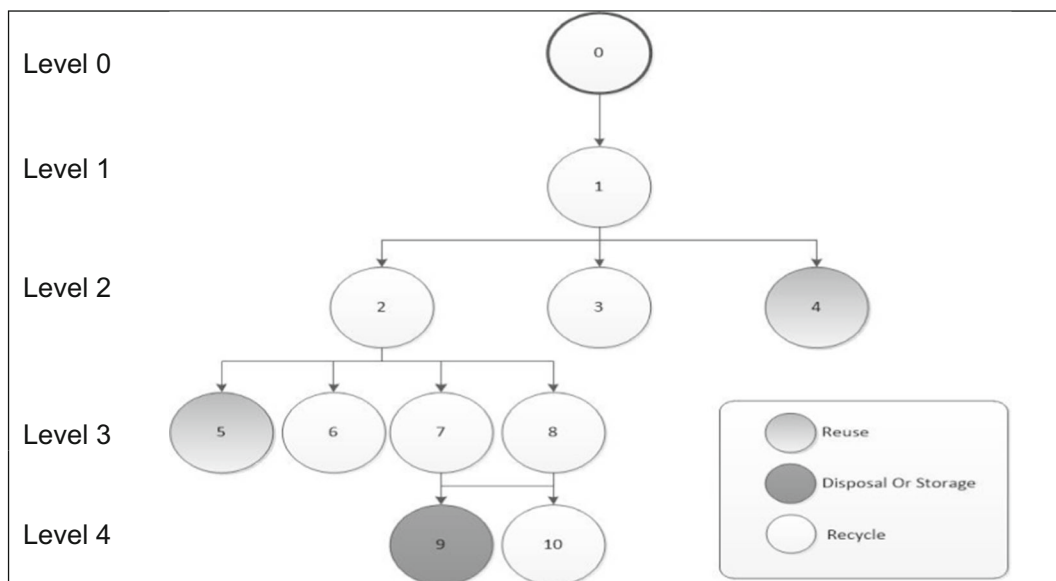 Level 0
0
Level 1
1
Level 2
2 3 4
Level 3
5 6 7 8
Reuse
Disposal Or Storage
Recycle
Level 4
9 10